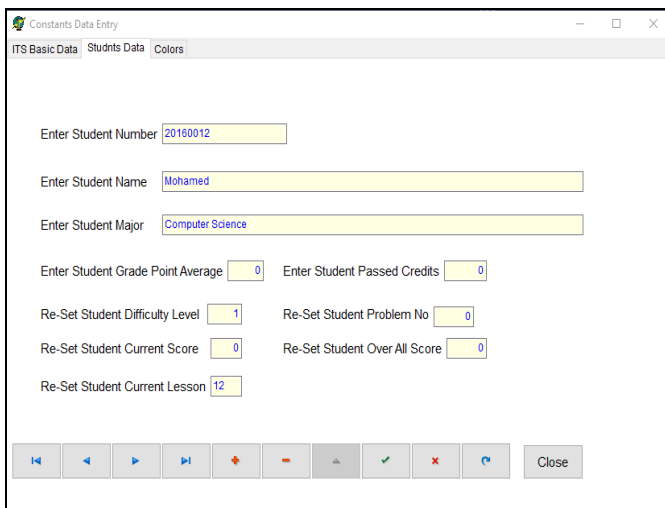 Constants Data Entry
ITS Basic Data Studnts Data Colors
Enter Student Number 20160012
Enter Student Name Mohamed
Enter Student Major Computer Science
Enter Student Grade Point Average 0 Enter Student Passed Credits 0
Re-Set Student Difficulty Level 1 Re-Set Student Problem No 0
Re-Set Student Current Score 0 Re-Set Student Over All Score 0
Re-Set Student Current Lesson 12
Close